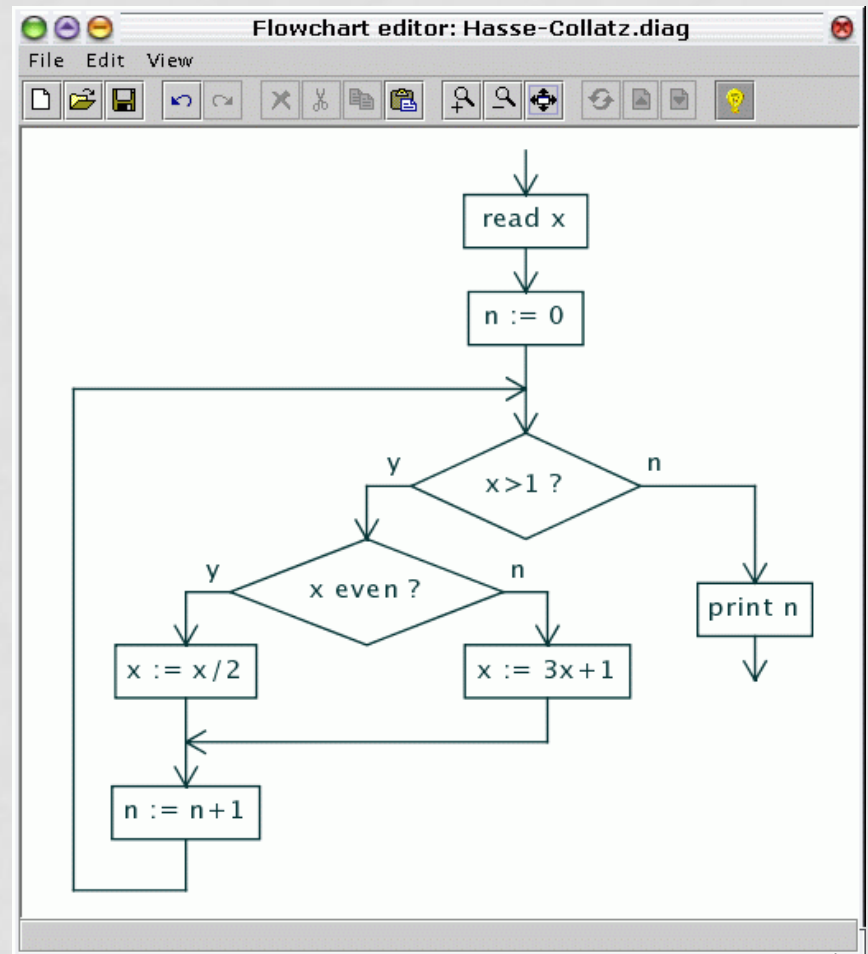 Flowchart editor: Hasse-Collatz.diag
File Edit View
read x
n := 0
y
x>1 ?
n
y
x even ?
n
print n
x := x/2
x := 3x+1
n := n+1